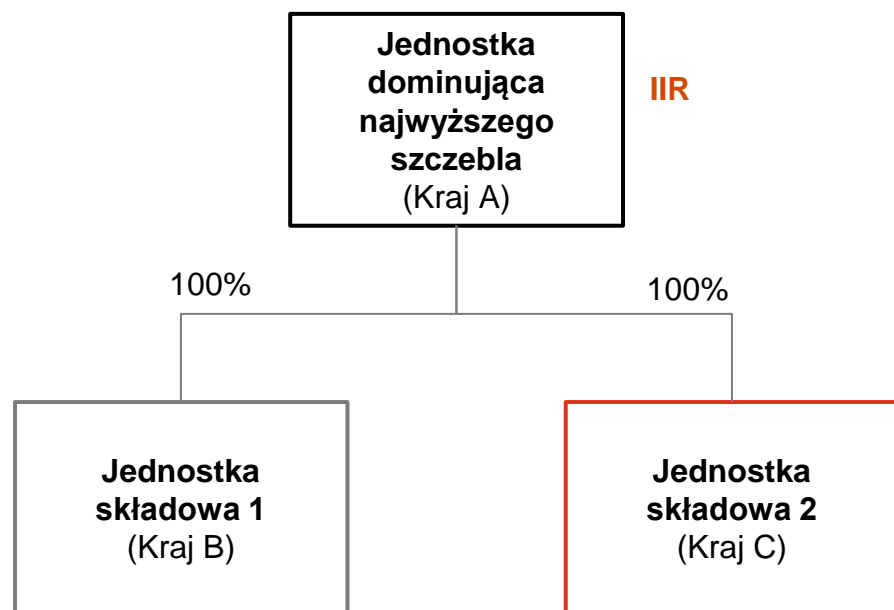 Jednostka
dominująca
najwyższego
szczebla
(Kraj A)
IIR
100%
100%
Jednostka
składowa 1
(Kraj B)
Jednostka
składowa 2
(Kraj C)